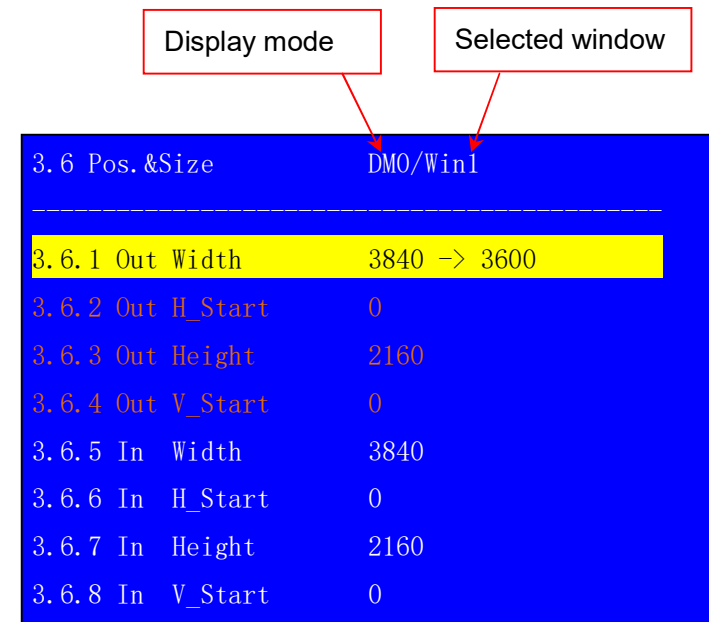 Display mode
Selected window
3.6 Pos.&Size DM0/Win1
---------------------------------------------
3.6.1 Out Width 3840 -> 3600
3.6.2 Out H_Start 0
3.6.3 Out Height 2160
3.6.4 Out V_Start 0
3.6.5 In Width 3840
3.6.6 In H_Start 0
3.6.7 In Height 2160
3.6.8 In V_Start 0